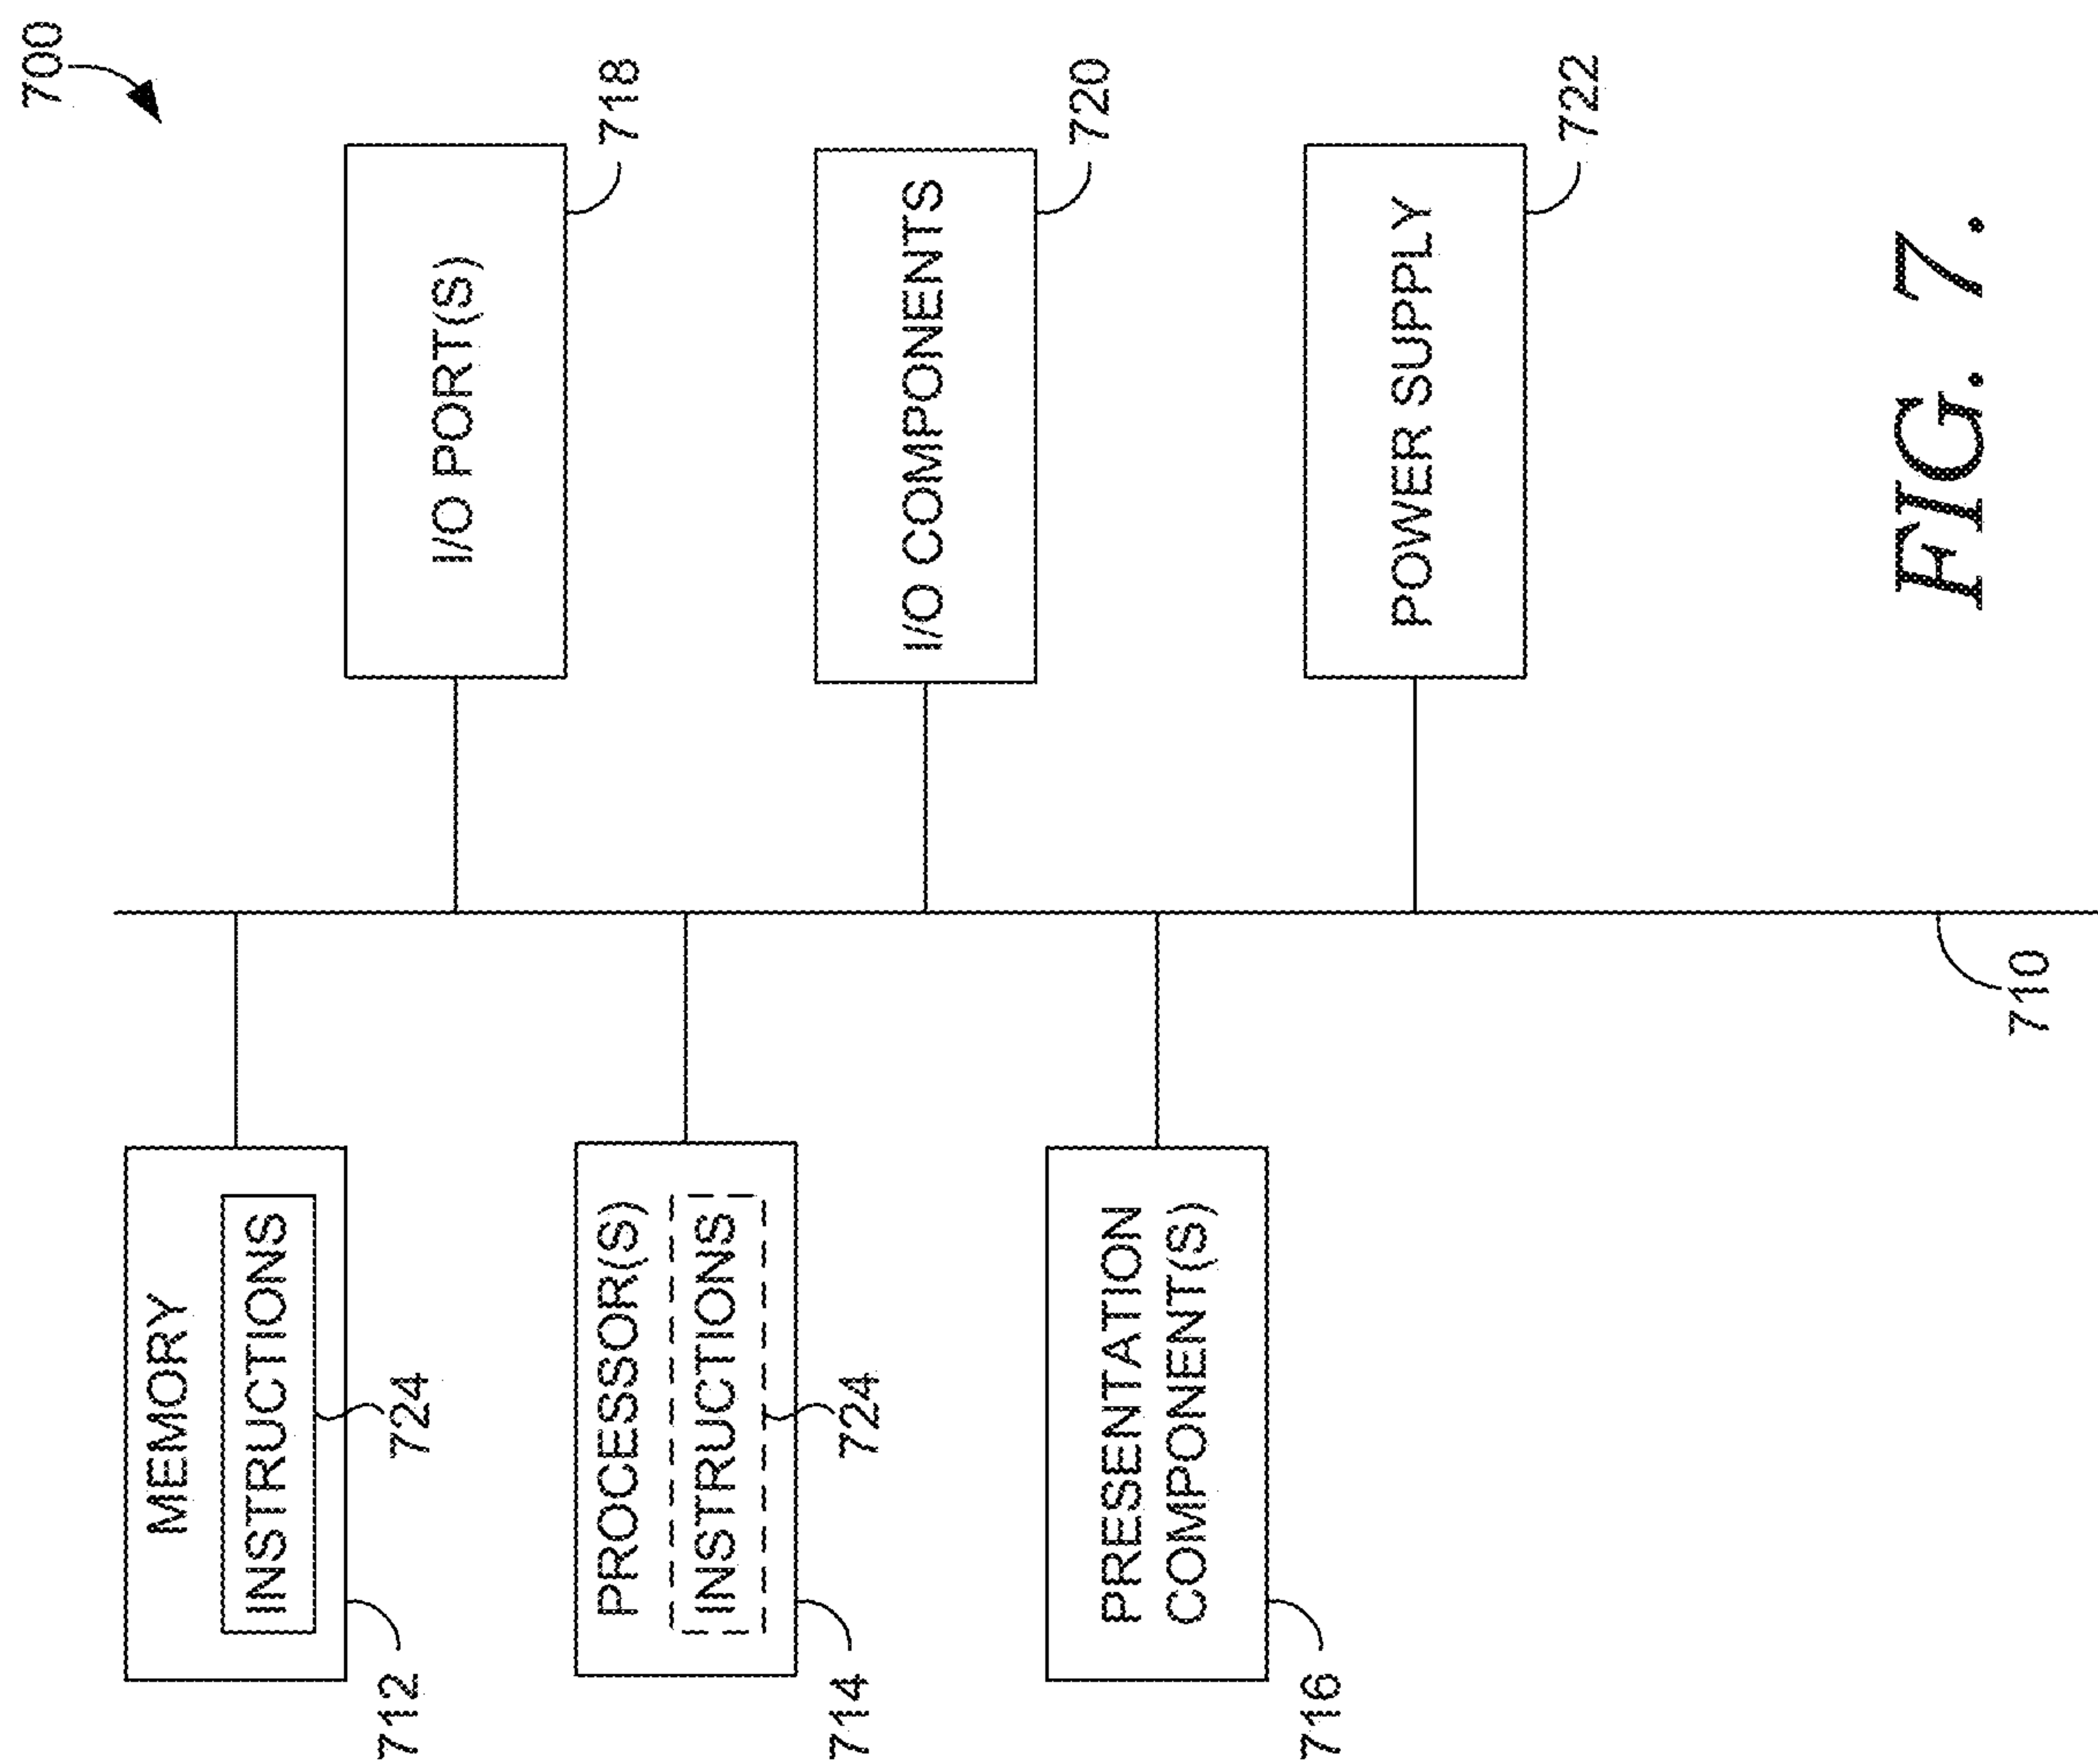 700
MEMORY
INSTRUCTIONS
724
712
I/O PORT(S)
718
PROCESSOR(S)
INSTRUCTIONS
724
714
I/O COMPONENTS
720
PRESENTATION
COMPONENT(S)
716
POWER SUPPLY
722
710
FIG. 7.